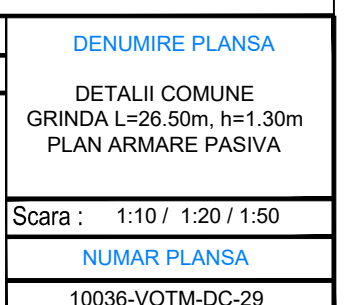 DENUMIRE PLANSA
DETALII COMUNE
GRINDA L=26.50m, h=1.30m
PLAN ARMARE PASIVA
Scara : 1:10 / 1:20 / 1:50
NUMAR PLANSA
10036-VOTM-DC-29